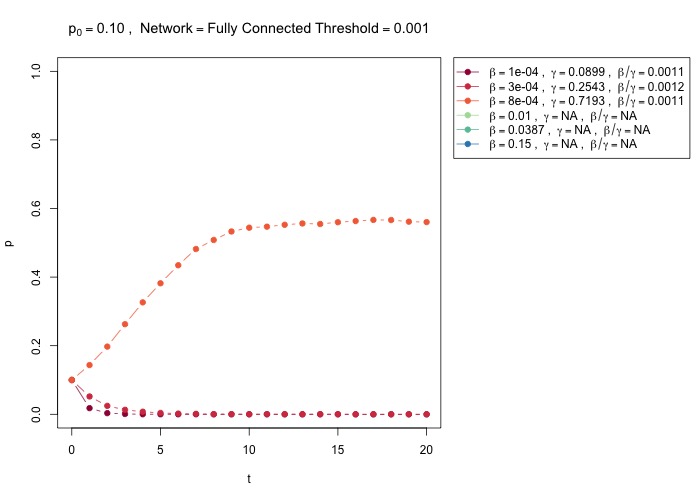 p₀ = 0.10 , Network = Fully Connected Threshold = 0.001
β = 1e-04 , γ = 0.0899 , β/γ = 0.0011
β = 3e-04 , γ = 0.2543 , β/γ = 0.0012
β = 8e-04 , γ = 0.7193 , β/γ = 0.0011
β = 0.01 , γ = NA , β/γ = NA
β = 0.0387 , γ = NA , β/γ = NA
β = 0.15 , γ = NA , β/γ = NA
p
1.0
0.8
0.6
0.4
0.2
0.0
0 5 10 15 20
t